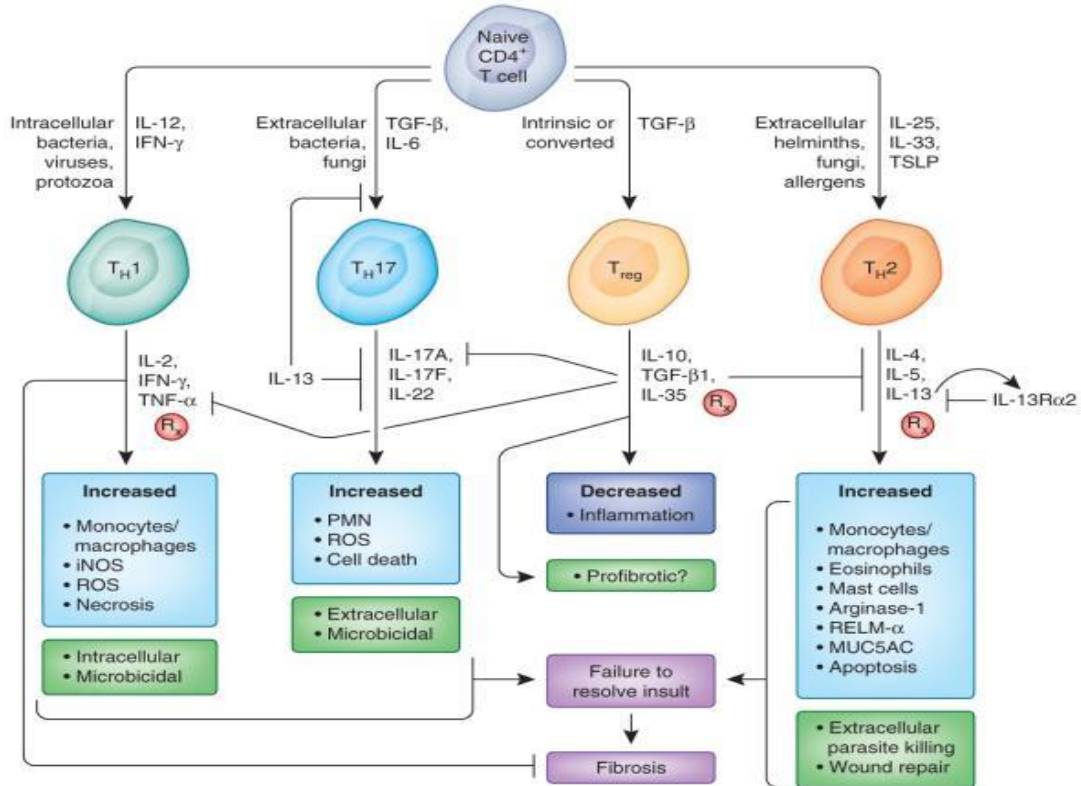 Naive
CD4+
T cell
Intracellular
bacteria,
viruses,
protozoa
IL-12,
IFN-γ
Extracellular
bacteria,
fungi
TGF-β,
IL-6
Intrinsic or
converted
TGF-β
Extracellular
helminths,
fungi,
allergens
IL-25,
IL-33,
TSLP
TH1
TH17
Treg
TH2
IL-2,
IFN-γ,
TNF-α
Rx
IL-13
IL-17A,
IL-17F,
IL-22
IL-10,
TGF-β1,
IL-35
Rx
IL-4,
IL-5,
IL-13
Rx
IL-13Rα2
Increased
• Monocytes/
macrophages
• iNOS
• ROS
• Necrosis
• Intracellular
• Microbicidal
Increased
• PMN
• ROS
• Cell death
• Extracellular
• Microbicidal
Decreased
• Inflammation
• Profibrotic?
Failure to
resolve insult
Fibrosis
Increased
• Monocytes/
macrophages
• Eosinophils
• Mast cells
• Arginase-1
• RELM-α
• MUC5AC
• Apoptosis
• Extracellular
parasite killing
• Wound repair